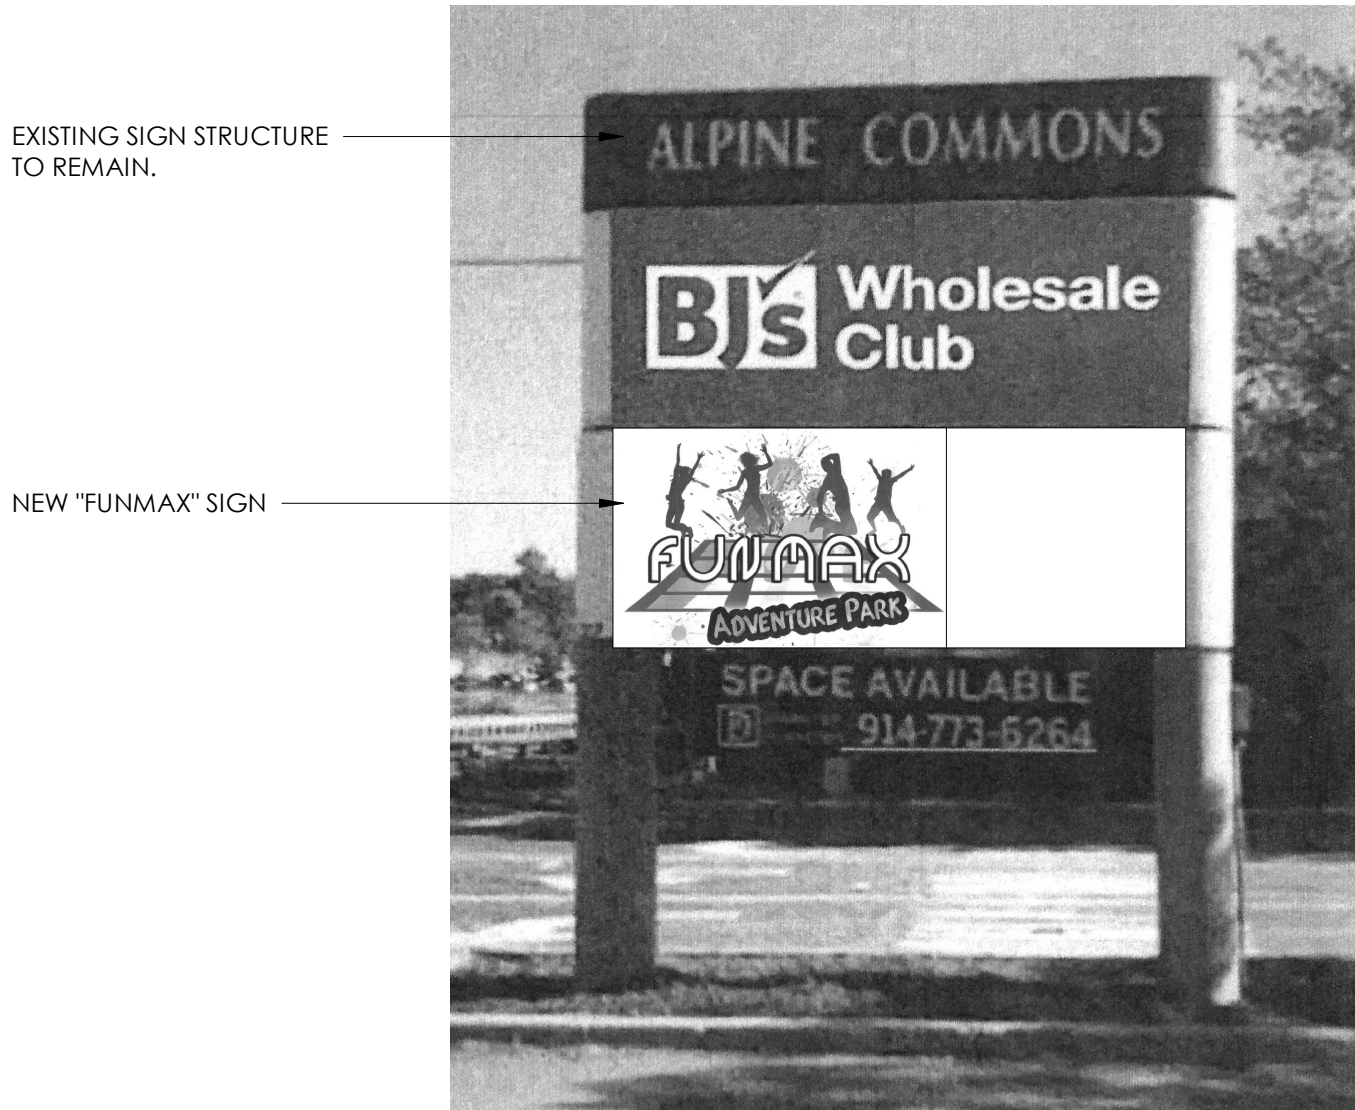 EXISTING SIGN STRUCTURE
TO REMAIN.
ALPINE COMMONS
BJ's Wholesale
Club
NEW "FUNMAX" SIGN
FUNMAX
ADVENTURE PARK
SPACE AVAILABLE
914-773-6264